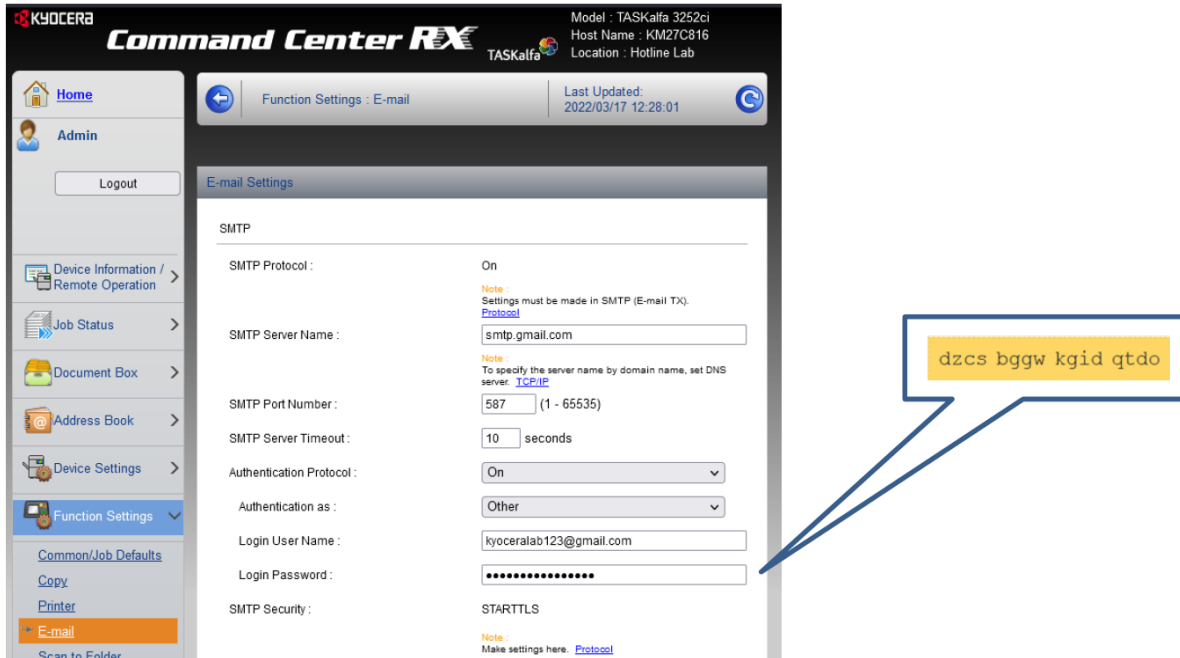 KYOCERA
Command Center RX
TASKalfa
Model : TASKalfa 3252ci
Host Name : KM27C816
Location : Hotline Lab
Home
Admin
Logout
Device Information /
Remote Operation
Job Status
Document Box
Address Book
Device Settings
Function Settings
Common/Job Defaults
Copy
Printer
E-mail
Scan to Folder
Function Settings : E-mail
Last Updated:
2022/03/17 12:28:01
E-mail Settings
SMTP
SMTP Protocol :
On
Note :
Settings must be made in SMTP (E-mail TX).
Protocol
SMTP Server Name :
smtp.gmail.com
Note :
To specify the server name by domain name, set DNS
server. TCP/IP
SMTP Port Number :
587 (1 - 65535)
SMTP Server Timeout :
10 seconds
Authentication Protocol :
On
Authentication as :
Other
Login User Name :
kyoceralab123@gmail.com
Login Password :
••••••••••••••••
SMTP Security :
STARTTLS
Note :
Make settings here. Protocol
dzcs bggw kgid qtdo